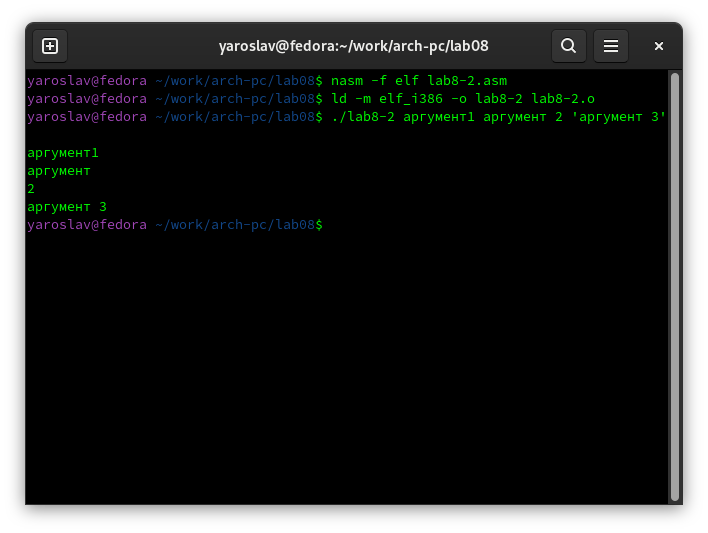 yaroslav@fedora:~/work/arch-pc/lab08
yaroslav@fedora ~/work/arch-pc/lab08$ nasm -f elf lab8-2.asm
yaroslav@fedora ~/work/arch-pc/lab08$ ld -m elf_i386 -o lab8-2 lab8-2.o
yaroslav@fedora ~/work/arch-pc/lab08$ ./lab8-2 аргумент1 аргумент 2 'аргумент 3'
аргумент1
аргумент
2
аргумент 3
yaroslav@fedora ~/work/arch-pc/lab08$